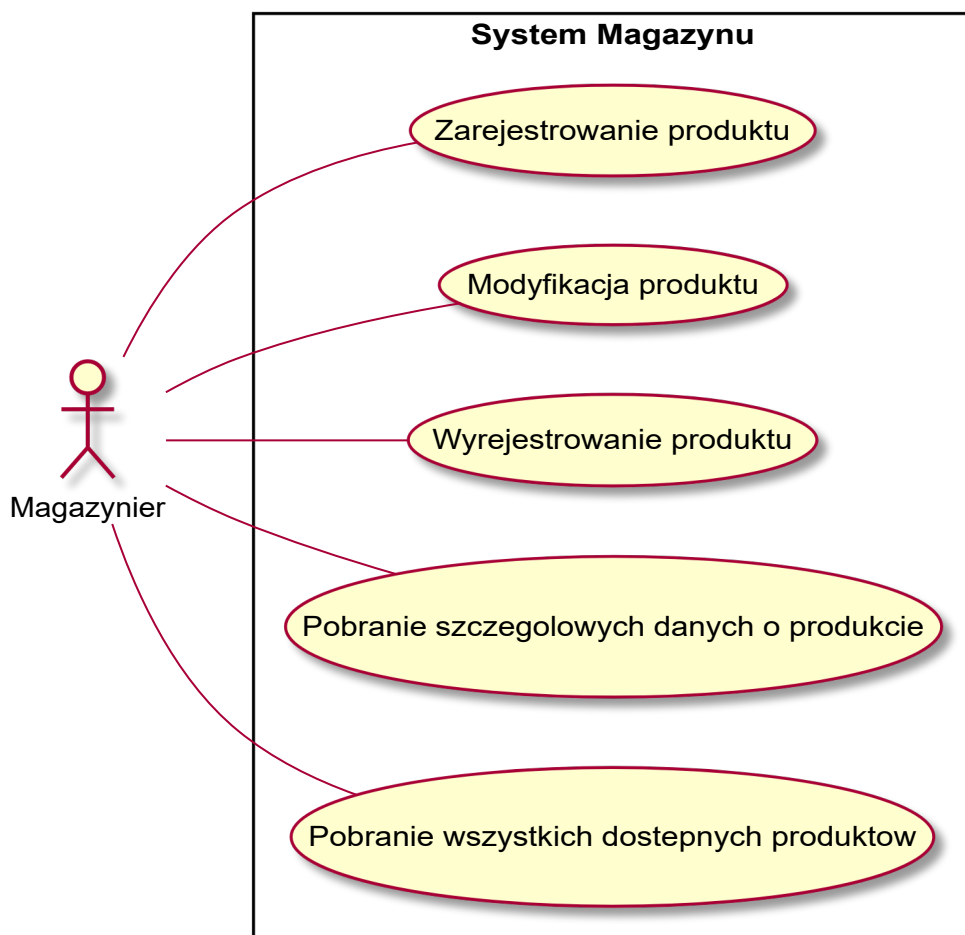 System Magazynu
Zarejestrowanie produktu
Modyfikacja produktu
Wyrejestrowanie produktu
Magazynier
Pobranie szczegolowych danych o produkcie
Pobranie wszystkich dostepnych produktow